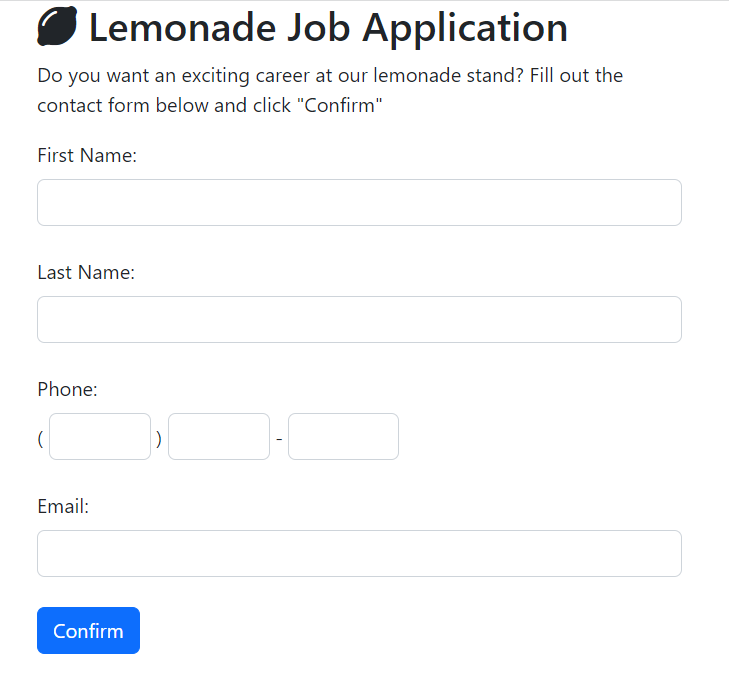 Lemonade Job Application
Do you want an exciting career at our lemonade stand? Fill out the
contact form below and click "Confirm"
First Name:
Last Name:
Phone:
( ) -
Email:
Confirm